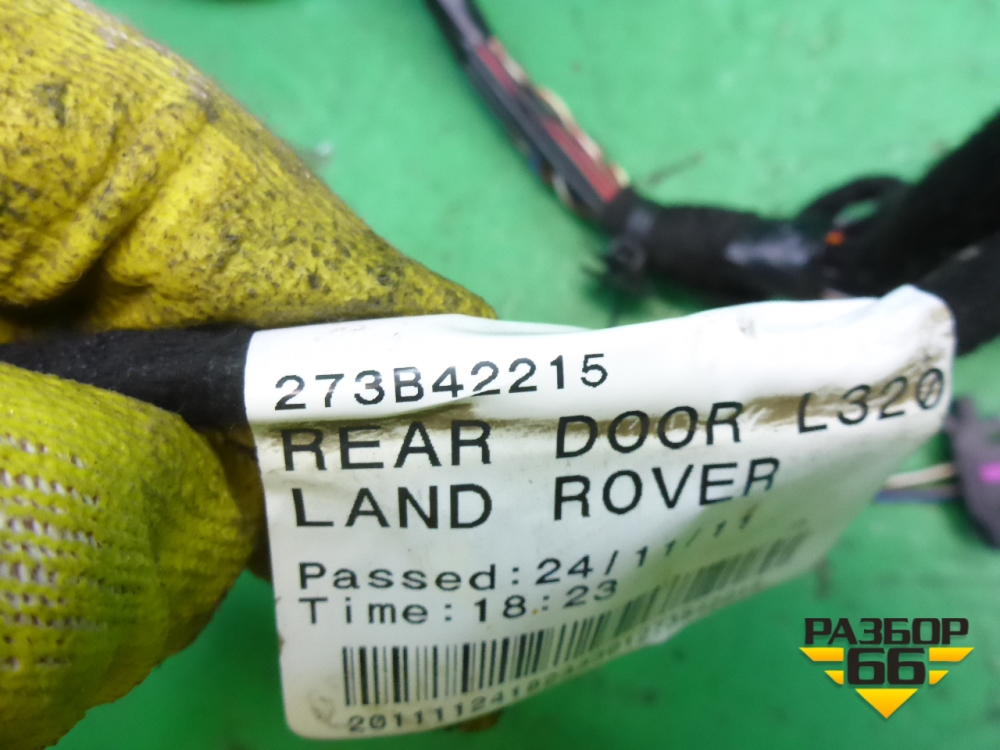 273B42215
REAR DOOR L320
LAND ROVER
Passed:24/11/11
Time:18:23
РАЗБОР
66